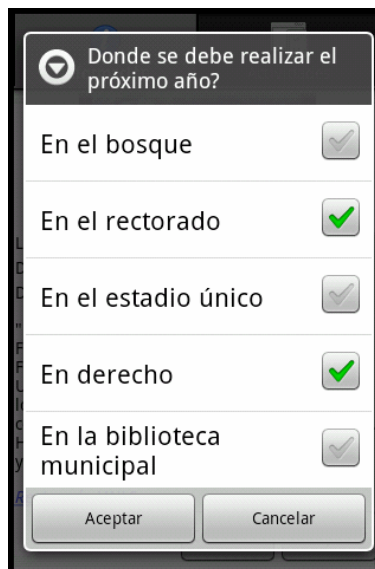 Donde se debe realizar el
próximo año?
En el bosque
En el rectorado
En el estadio único
En derecho
En la biblioteca
municipal
Aceptar
Cancelar